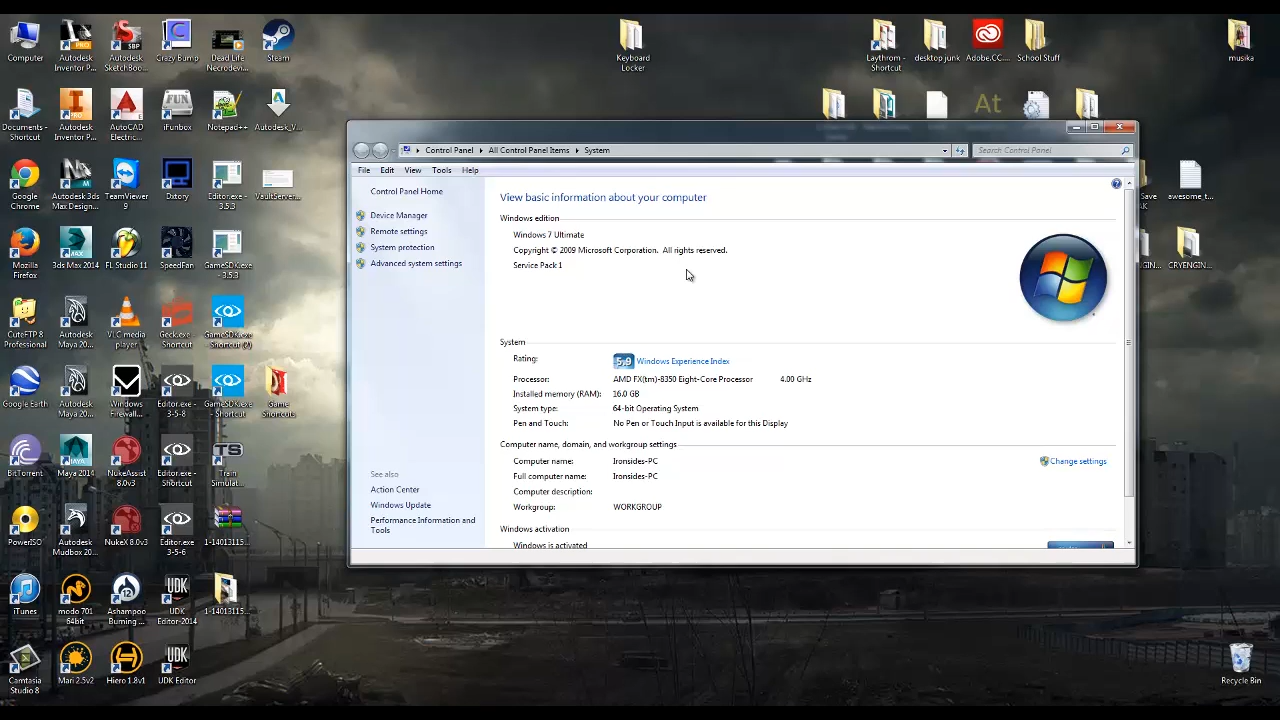 Computer
Autodesk
Inventor P...
Autodesk
SketchBoo...
Crazy Bump
Dead Life
Necrodevi...
Steam
Keyboard
Locker
Laythrom -
Shortcut
desktop junk
Adobe.CC....
School Stuff
musika
Documents -
Shortcut
Autodesk
Inventor P...
AutoCAD
Electric...
iFunbox
Notepad++
Autodesk_V...
At
Google
Chrome
Autodesk 3ds
Max Design...
TeamViewer
9
Dxtory
Editor.exe -
3.5.3
VaultServer...
Save
awesome_t...
Mozilla
Firefox
3ds Max 2014
FL Studio 11
SpeedFan
GameSDK.exe
- 3.5.3
CRYENGIN...
CuteFTP 8
Professional
Autodesk
Maya 20...
VLC media
player
Geck.exe -
Shortcut
GameSDK.exe
- Shortcut (2)
Google Earth
Autodesk
Maya 20...
Windows
Firewall...
Editor.exe -
3-5-8
GameSDK.exe
- Shortcut
Game
Shortcuts
BitTorrent
Maya 2014
NukeAssist
8.0v3
Editor.exe -
Shortcut
Train
Simulat...
PowerISO
Autodesk
Mudbox 20...
NukeX 8.0v3
Editor.exe
3-5-6
1-14013115...
iTunes
modo 701
64bit
Ashampoo
Burning ...
UDK
Editor-2014
1-14013115...
Camtasia
Studio 8
Mari 2.5v2
Hiero 1.8v1
UDK Editor
Recycle Bin
Control Panel
All Control Panel Items
System
Search Control Panel
File Edit View Tools Help
Control Panel Home
Device Manager
Remote settings
System protection
Advanced system settings
See also
Action Center
Windows Update
Performance Information and
Tools
View basic information about your computer
Windows edition
Windows 7 Ultimate
Copyright © 2009 Microsoft Corporation. All rights reserved.
Service Pack 1
System
Rating: 5.9 Windows Experience Index
Processor: AMD FX(tm)-8350 Eight-Core Processor 4.00 GHz
Installed memory (RAM): 16.0 GB
System type: 64-bit Operating System
Pen and Touch: No Pen or Touch Input is available for this Display
Computer name, domain, and workgroup settings
Computer name: Ironsides-PC
Change settings
Full computer name: Ironsides-PC
Computer description:
Workgroup: WORKGROUP
Windows activation
Windows is activated